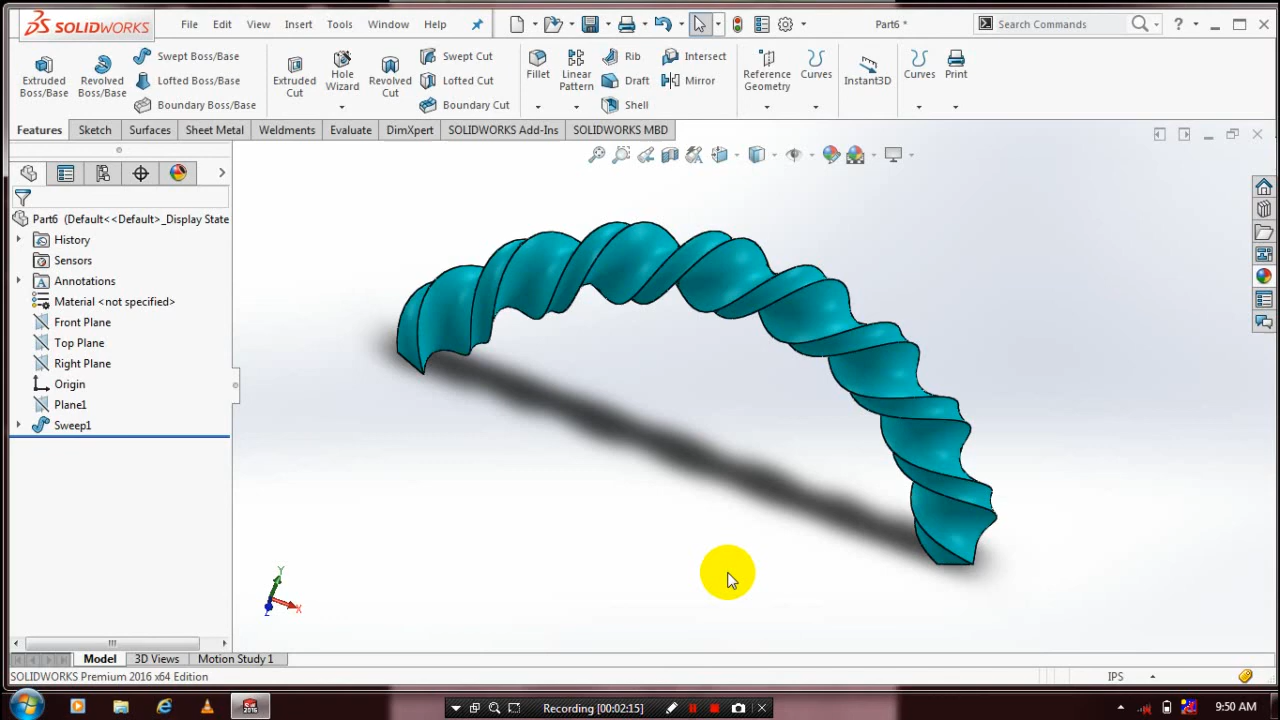 SOLIDWORKS File Edit View Insert Tools Window Help Part6 * Search Commands ?
Extruded Boss/Base Revolved Boss/Base Swept Boss/Base Lofted Boss/Base Boundary Boss/Base Extruded Cut Hole Wizard Revolved Cut Swept Cut Lofted Cut Boundary Cut Fillet Linear Pattern Rib Draft Shell Intersect Mirror Reference Geometry Curves Instant3D Curves Print
Features Sketch Surfaces Sheet Metal Weldments Evaluate DimXpert SOLIDWORKS Add-Ins SOLIDWORKS MBD
Part6 (Default<<Default>_Display State
History
Sensors
Annotations
Material <not specified>
Front Plane
Top Plane
Right Plane
Origin
Plane1
Sweep1
Y
X
Z
Model 3D Views Motion Study 1
SOLIDWORKS Premium 2016 x64 Edition IPS
2016 Recording [00:02:15] 9:50 AM